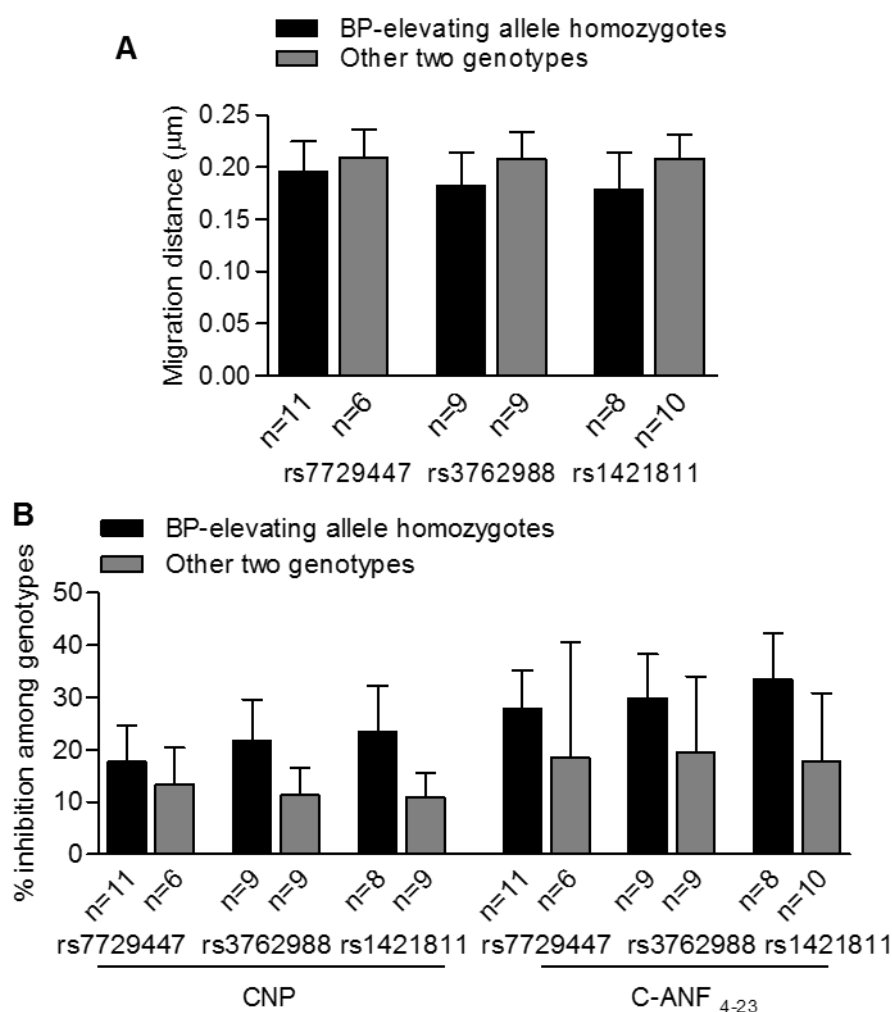 A
BP-elevating allele homozygotes
Other two genotypes
Migration distance (μm)
0.25
0.20
0.15
0.10
0.05
0.00
n=11 n=6 n=9 n=9 n=8 n=10
rs7729447 rs3762988 rs1421811
B
BP-elevating allele homozygotes
Other two genotypes
% inhibition among genotypes
50
40
30
20
10
0
n=11 n=6 n=9 n=9 n=8 n=9 n=11 n=6 n=9 n=9 n=8 n=10
rs7729447 rs3762988 rs1421811 rs7729447 rs3762988 rs1421811
CNP C-ANF 4-23